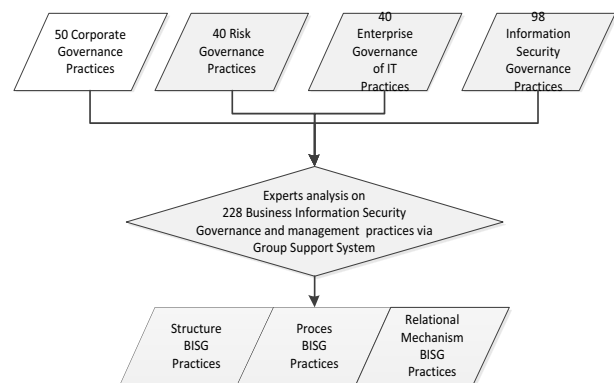 50 Corporate
Governance
Practices
40 Risk
Governance
Practices
40
Enterprise
Governance
of IT
Practices
98
Information
Security
Governance
Practices
Experts analysis on
228 Business Information Security
Governance and management practices via
Group Support System
Structure
BISG
Practices
Proces
BISG
Practices
Relational
Mechanism
BISG
Practices